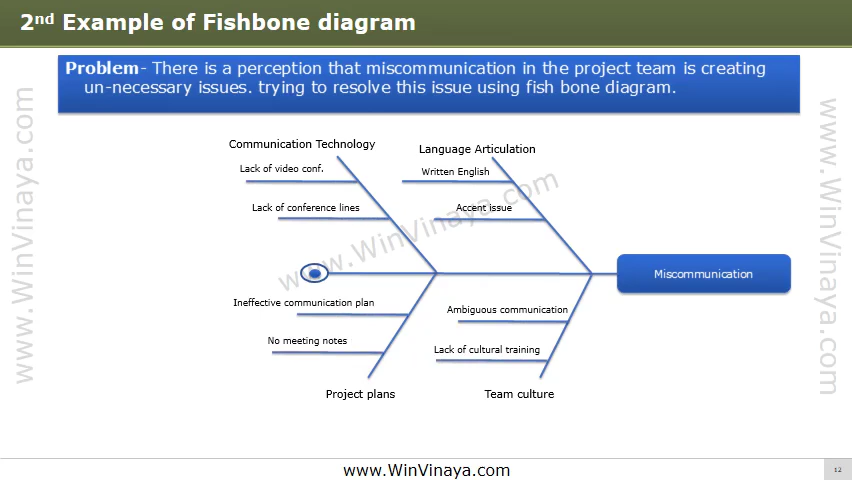 2nd Example of Fishbone diagram
Problem- There is a perception that miscommunication in the project team is creating
un-necessary issues. trying to resolve this issue using fish bone diagram.
Communication Technology
Language Articulation
Lack of video conf.
Written English
Lack of conference lines
Accent issue
Miscommunication
Ineffective communication plan
Ambiguous communication
No meeting notes
Lack of cultural training
Project plans
Team culture
www.WinVinaya.com
www.WinVinaya.com
www.WinVinaya.com
www.WinVinaya.com
12